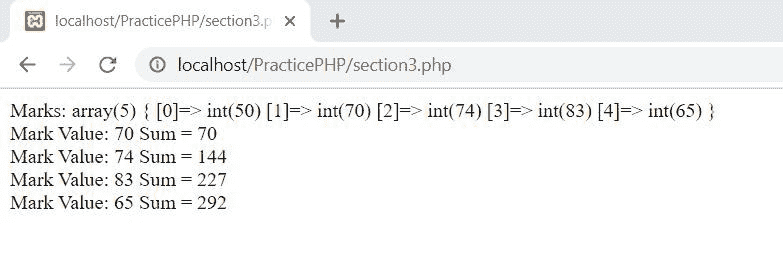 localhost/PracticePHP/section3.p
localhost/PracticePHP/section3.php
Marks: array(5) { [0]=> int(50) [1]=> int(70) [2]=> int(74) [3]=> int(83) [4]=> int(65) }
Mark Value: 70 Sum = 70
Mark Value: 74 Sum = 144
Mark Value: 83 Sum = 227
Mark Value: 65 Sum = 292